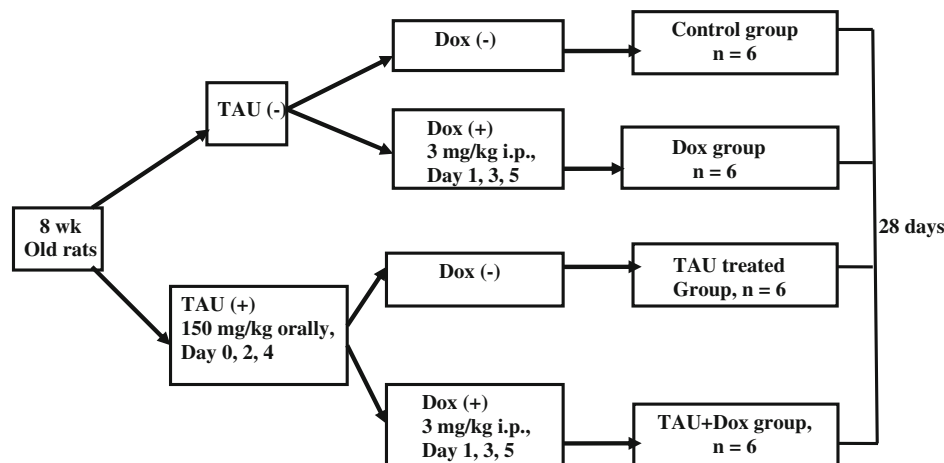 Dox (-)
Control group
n = 6
TAU (-)
Dox (+)
3 mg/kg i.p.,
Day 1, 3, 5
Dox group
n = 6
8 wk
Old rats
28 days
TAU (+)
150 mg/kg orally,
Day 0, 2, 4
Dox (-)
TAU treated
Group, n = 6
Dox (+)
3 mg/kg i.p.,
Day 1, 3, 5
TAU+Dox group,
n = 6